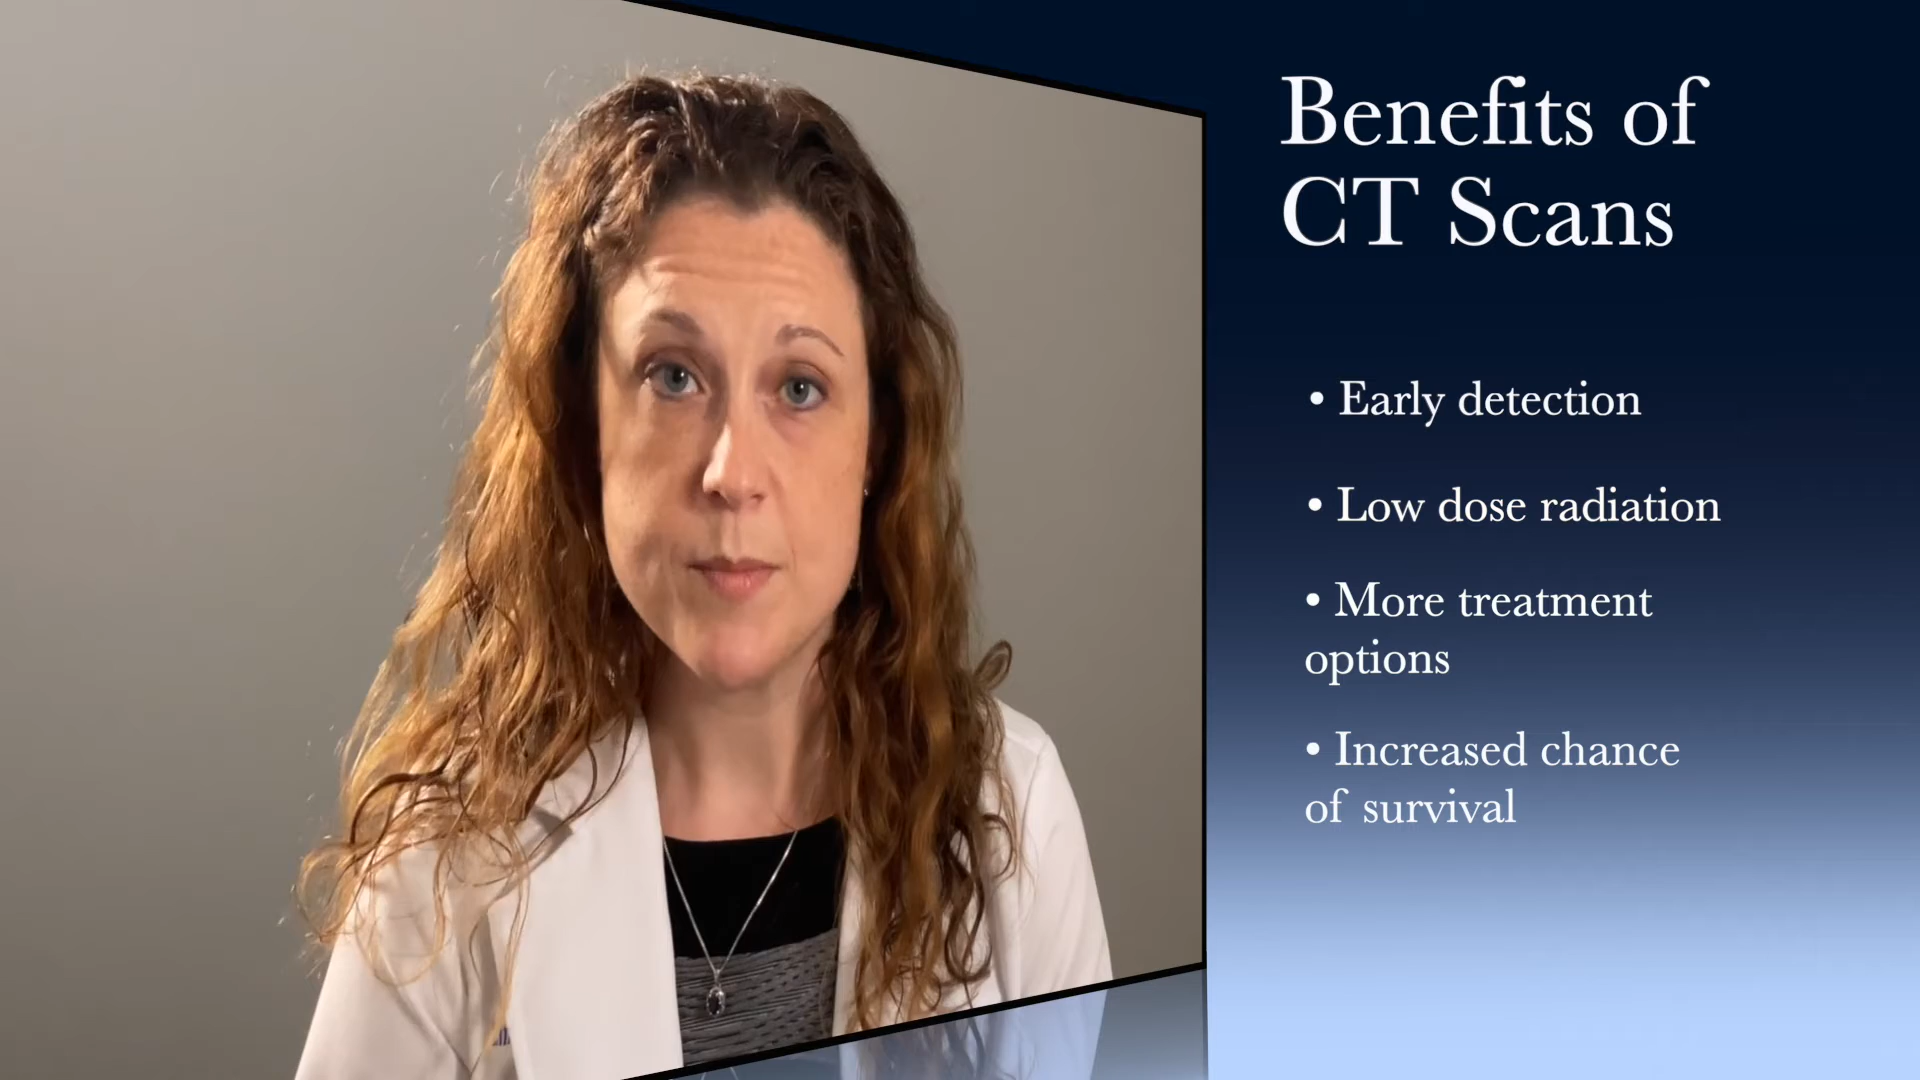 Benefits of
CT Scans
• Early detection
• Low dose radiation
• More treatment
options
• Increased chance
of survival